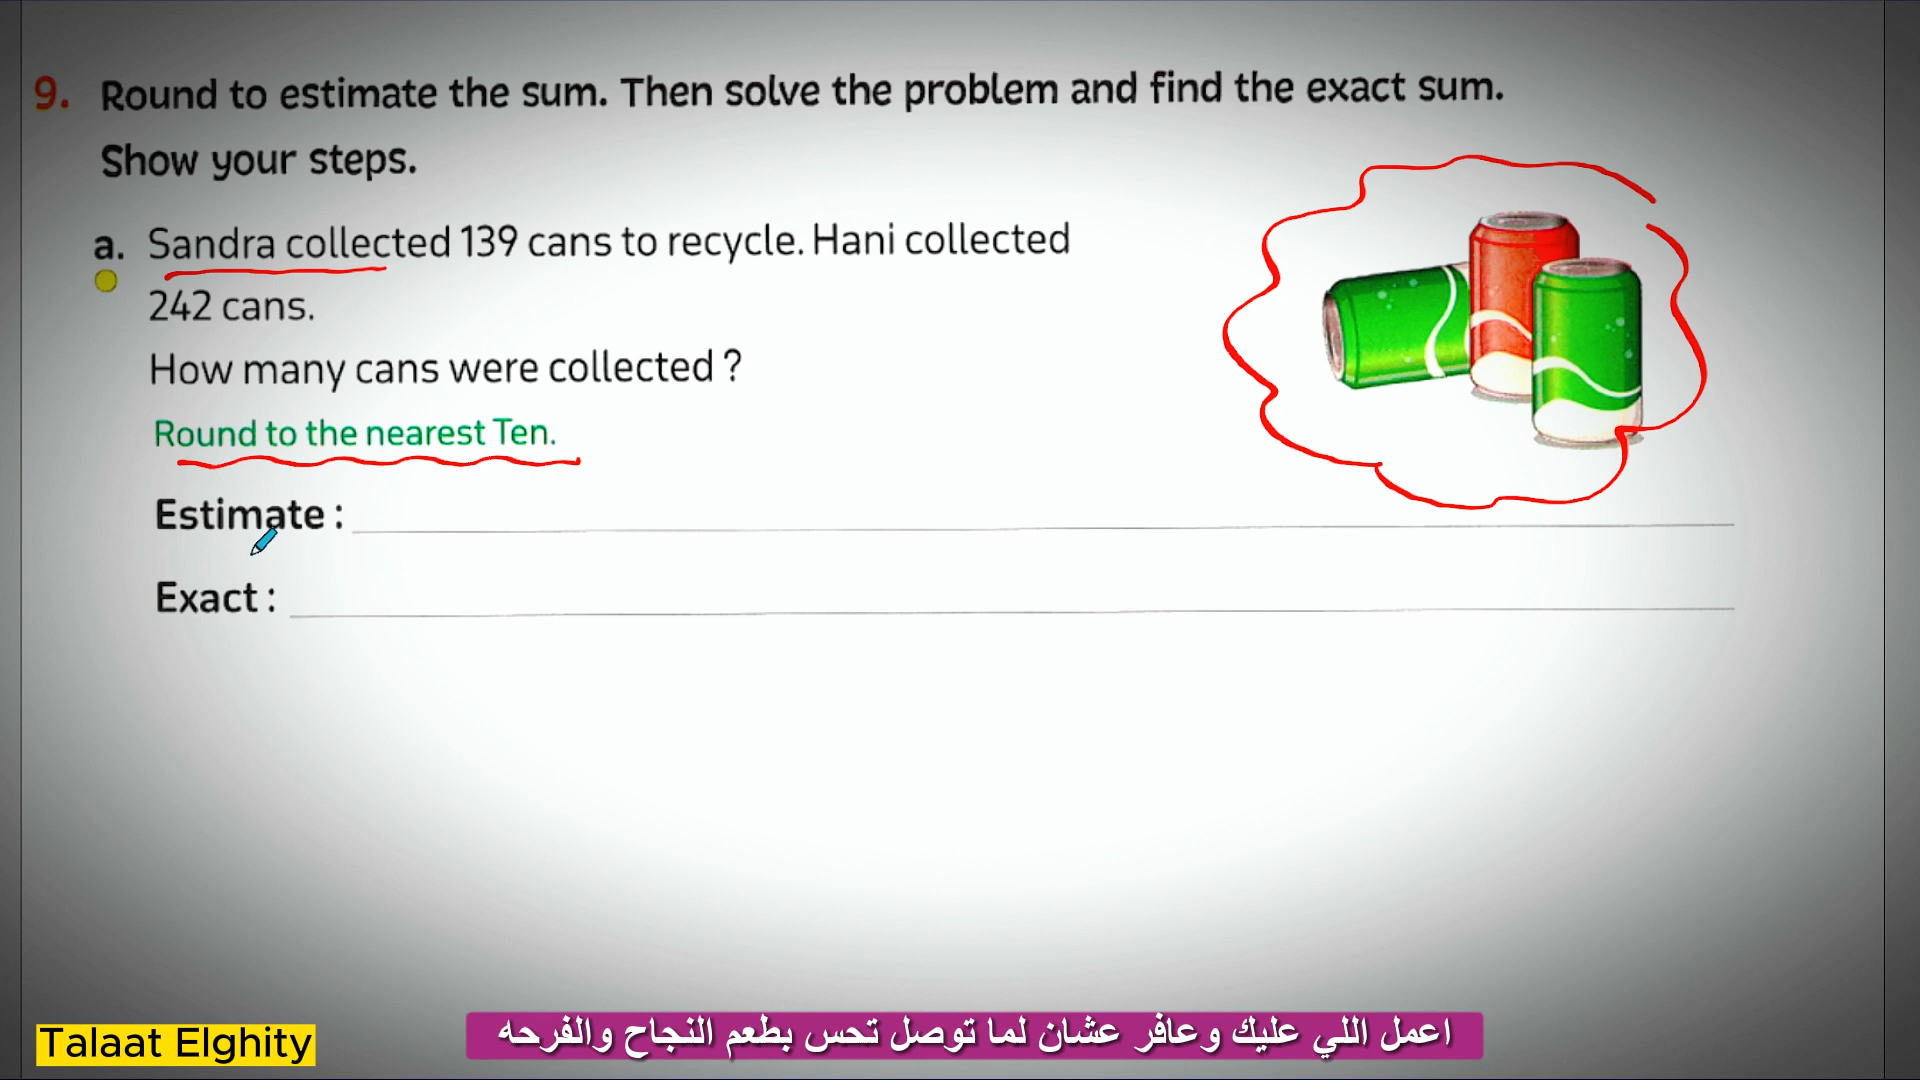 9. Round to estimate the sum. Then solve the problem and find the exact sum.
Show your steps.
a. Sandra collected 139 cans to recycle. Hani collected
242 cans.
How many cans were collected ?
Round to the nearest Ten.
Estimate :
Exact :
Talaat Elghity
اعمل اللي عليك وعافر عشان لما توصل تحس بطعم النجاح والفرحه